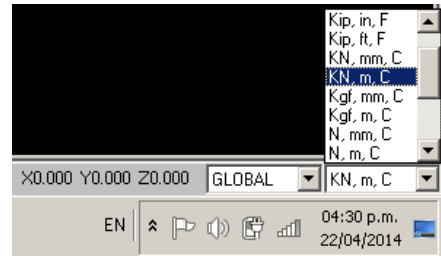 Kip, in, F
Kip, ft, F
KN, mm, C
KN, m, C
Kgf, mm, C
Kgf, m, C
N, mm, C
N, m, C
X0.000 Y0.000 Z0.000 GLOBAL KN, m, C
EN 04:30 p.m.
22/04/2014